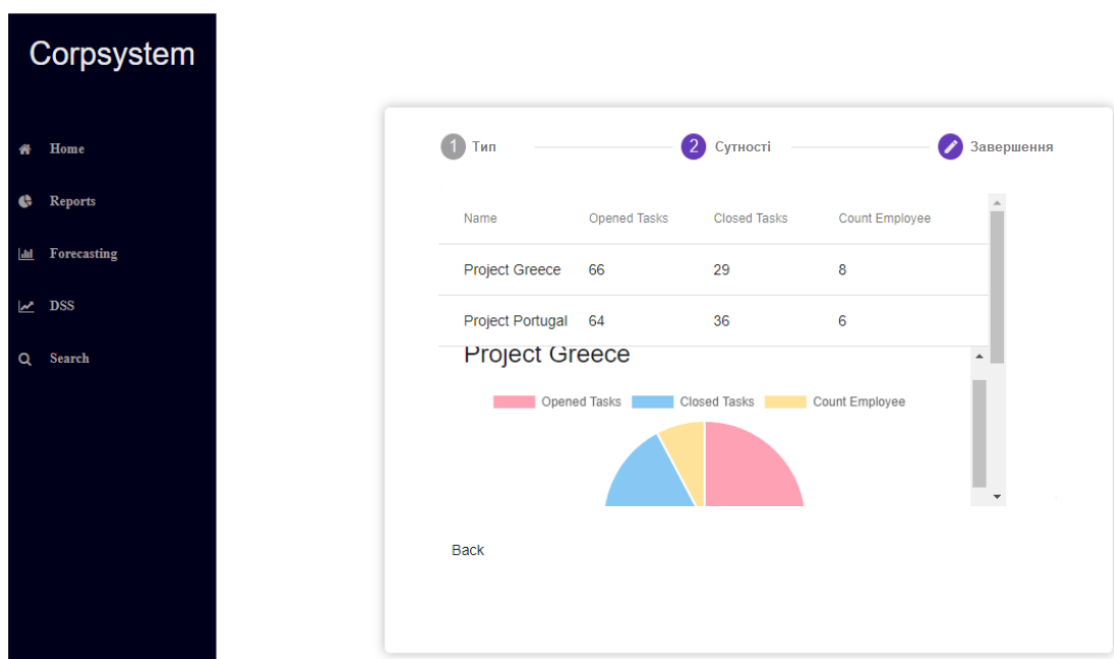 Corpsystem
Home
Reports
Forecasting
DSS
Search
1 Тип 2 Сутності Завершення
Name Opened Tasks Closed Tasks Count Employee
Project Greece 66 29 8
Project Portugal 64 36 6
Project Greece
Opened Tasks Closed Tasks Count Employee
Back